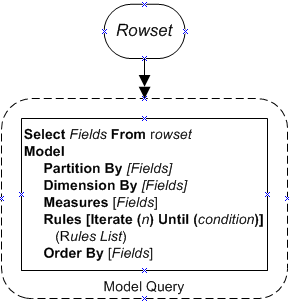 Rowset
Select Fields From rowset
Model
Partition By [Fields]
Dimension By [Fields]
Measures [Fields]
Rules [Iterate (n) Until (condition)]
(Rules List)
Order By [Fields]
Model Query